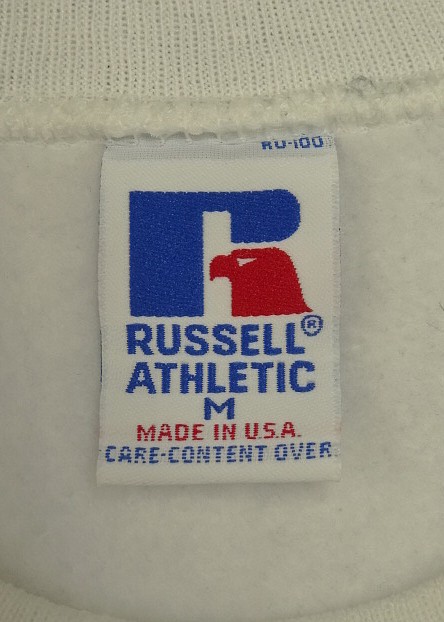 RU-100
RUSSELL®
ATHLETIC
M
MADE IN U.S.A.
CARE-CONTENT OVER